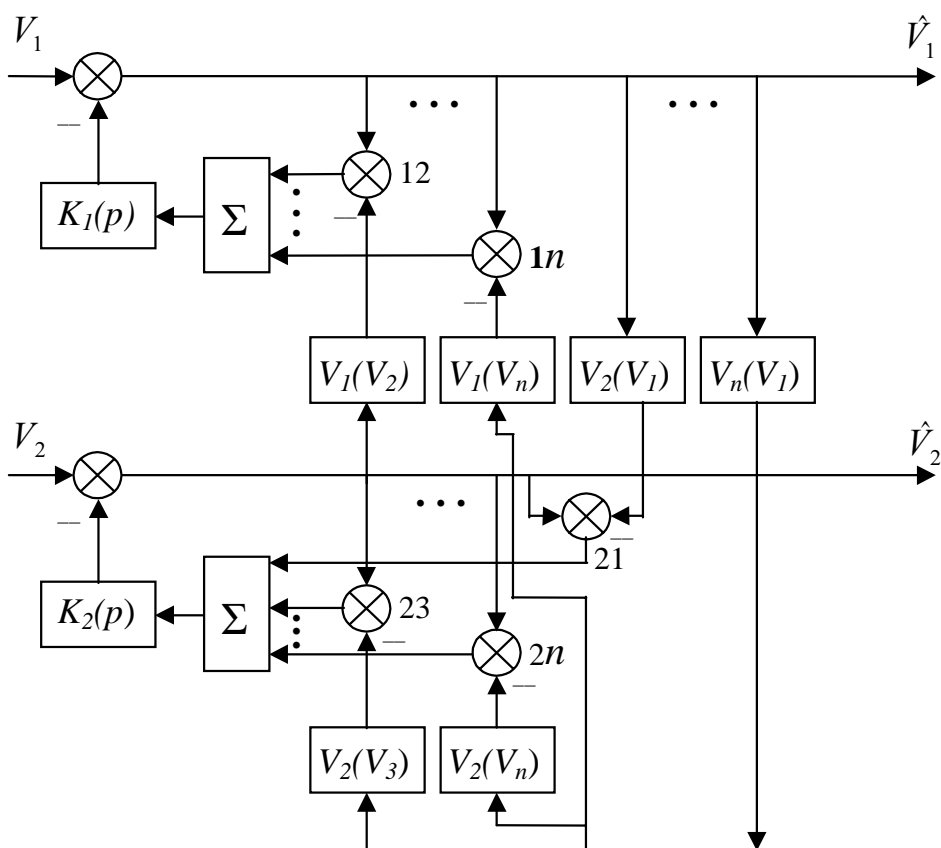 V₁ V̂₁
— • • • • • •
12
K₁(p) Σ •••
—
1n
—
V₁(V₂) V₁(Vₙ) V₂(V₁) Vₙ(V₁)
V₂ V̂₂
— • • •
—
21
K₂(p) Σ 23
••• —
2n
—
V₂(V₃) V₂(Vₙ)